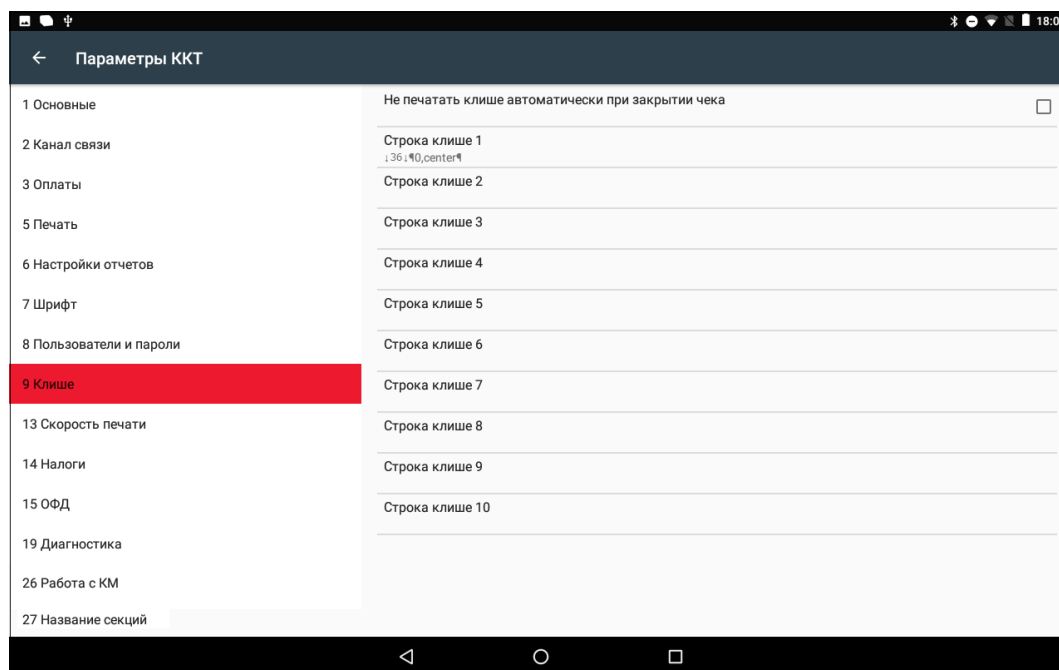 18:0
Параметры ККТ
1 Основные
2 Канал связи
3 Оплаты
5 Печать
6 Настройки отчетов
7 Шрифт
8 Пользователи и пароли
9 Клише
13 Скорость печати
14 Налоги
15 ОФД
19 Диагностика
26 Работа с КМ
27 Название секций
Не печатать клише автоматически при закрытии чека
Строка клише 1
↓36↓¶0,center¶
Строка клише 2
Строка клише 3
Строка клише 4
Строка клише 5
Строка клише 6
Строка клише 7
Строка клише 8
Строка клише 9
Строка клише 10